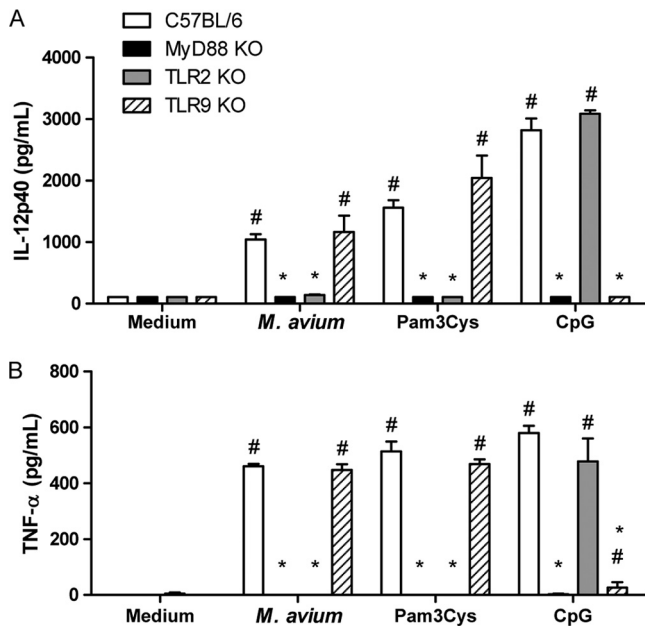 A
C57BL/6
MyD88 KO
TLR2 KO
TLR9 KO
IL-12p40 (pg/mL)
4000
3000
2000
1000
0
# # # # # #
* * * * * *
Medium M. avium Pam3Cys CpG
B
TNF-α (pg/mL)
800
600
400
200
0
# # # # # #
* * * * * *
#
Medium M. avium Pam3Cys CpG